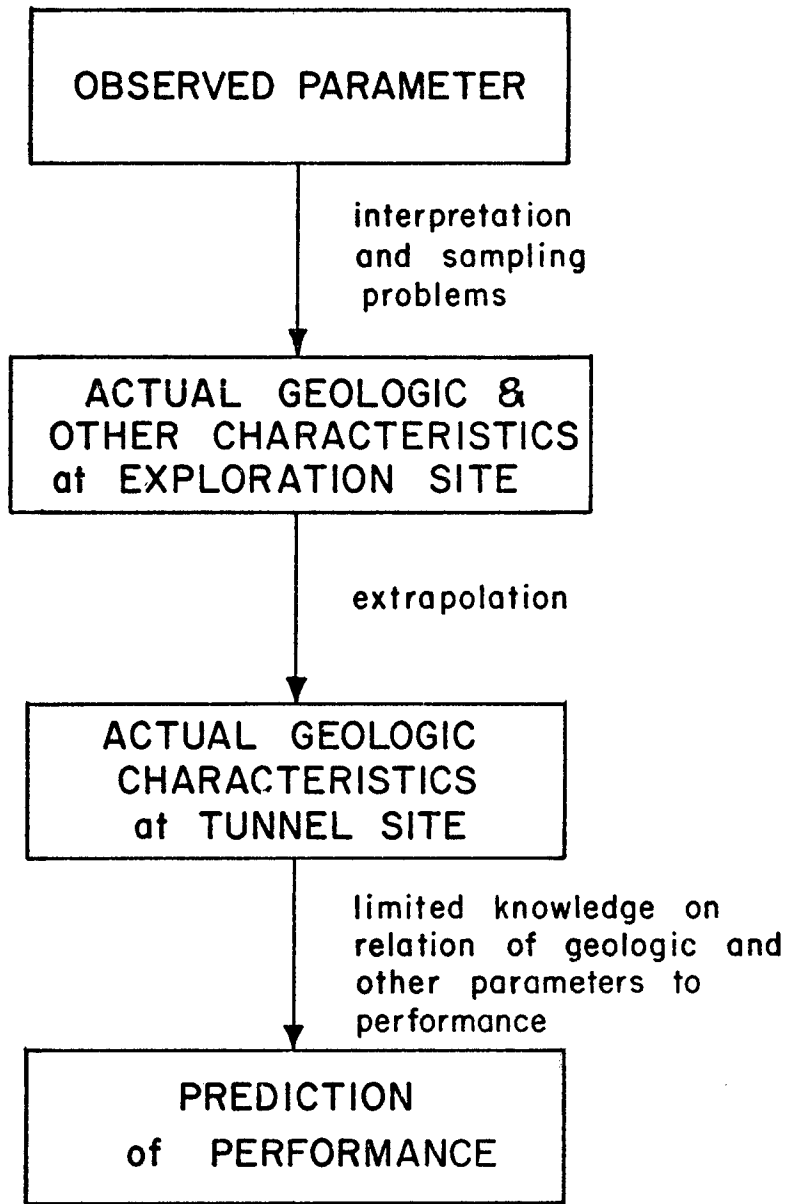 OBSERVED PARAMETER
interpretation
and sampling
problems
ACTUAL GEOLOGIC &
OTHER CHARACTERISTICS
at EXPLORATION SITE
extrapolation
ACTUAL GEOLOGIC
CHARACTERISTICS
at TUNNEL SITE
limited knowledge on
relation of geologic and
other parameters to
performance
PREDICTION
of PERFORMANCE